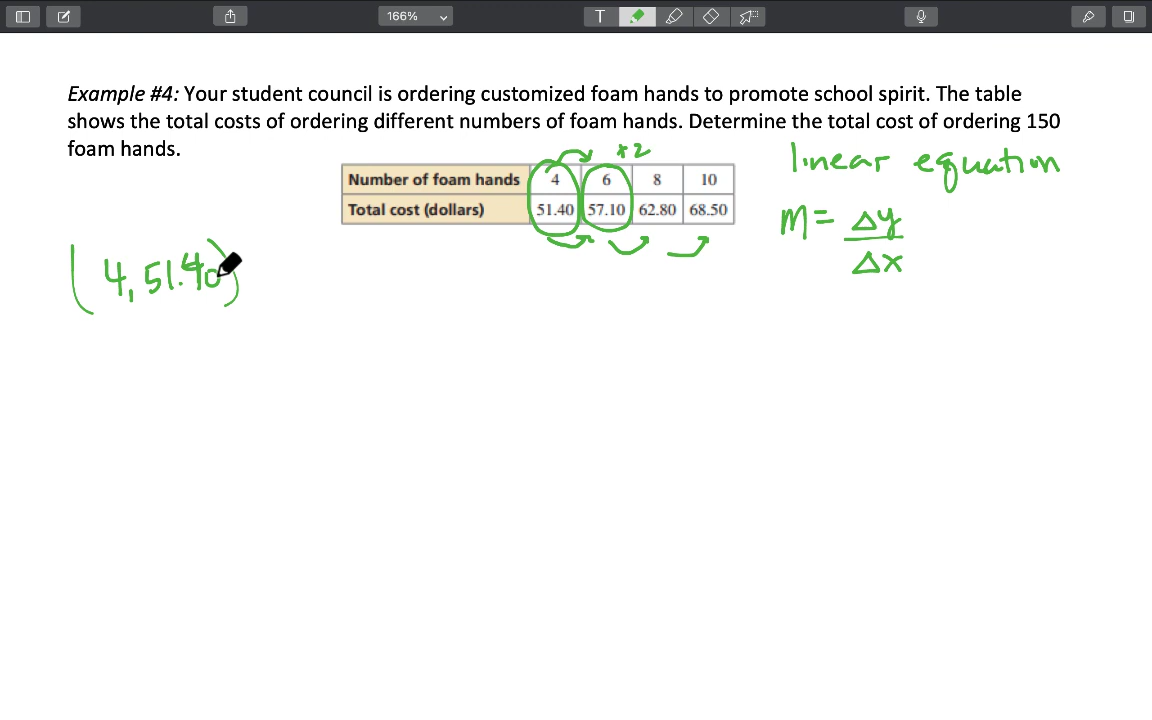 166%
T
Example #4: Your student council is ordering customized foam hands to promote school spirit. The table
shows the total costs of ordering different numbers of foam hands. Determine the total cost of ordering 150
foam hands.
+2
linear equation
Number of foam hands 4 6 8 10
Total cost (dollars) 51.40 57.10 62.80 68.50
m = Δy
Δx
(4, 51.40)